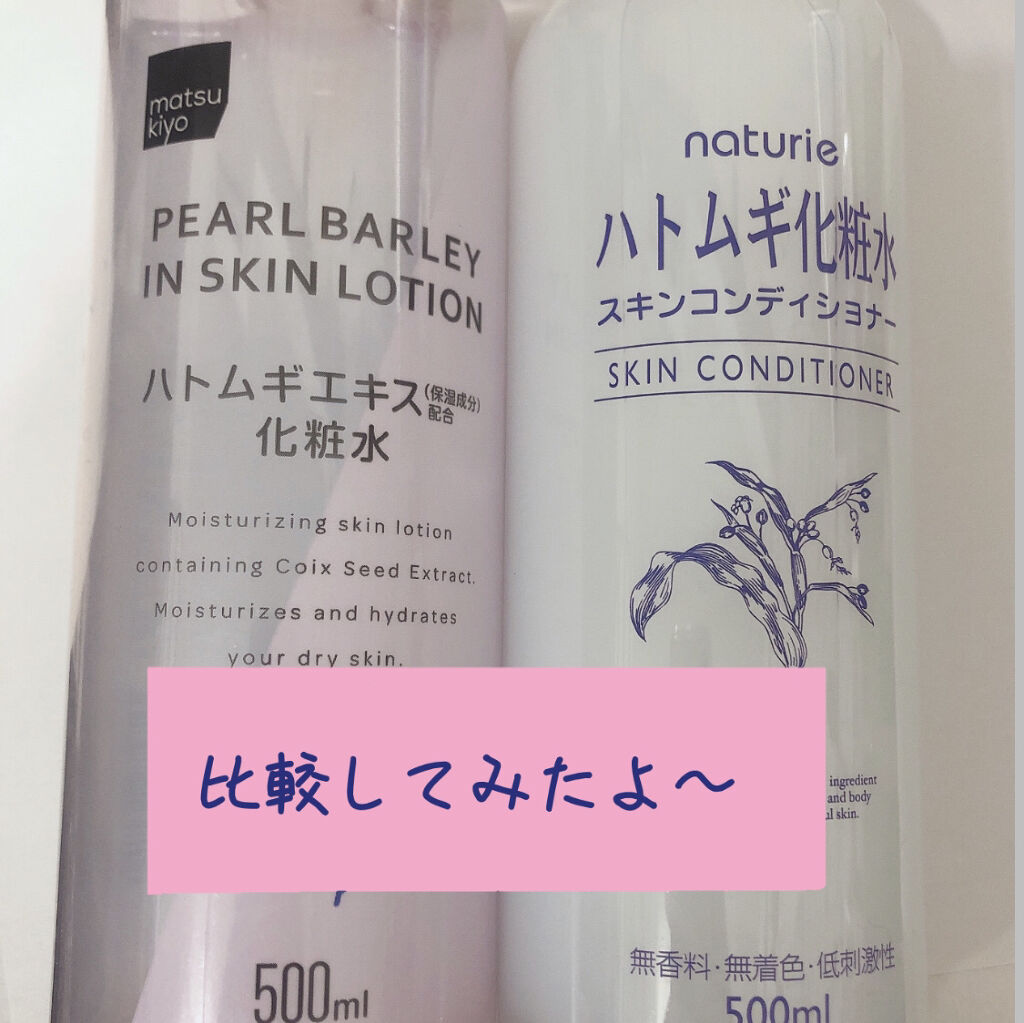 matsu
kiyo
PEARL BARLEY
IN SKIN LOTION
ハトムギエキス(保湿成分)
配合
化粧水
Moisturizing skin lotion
containing Coix Seed Extract.
Moisturizes and hydrates
your dry skin.
500ml
naturie
ハトムギ化粧水
スキンコンディショナー
SKIN CONDITIONER
ingredient
and body
skin.
無香料・無着色・低刺激性
500ml
比較してみたよ〜